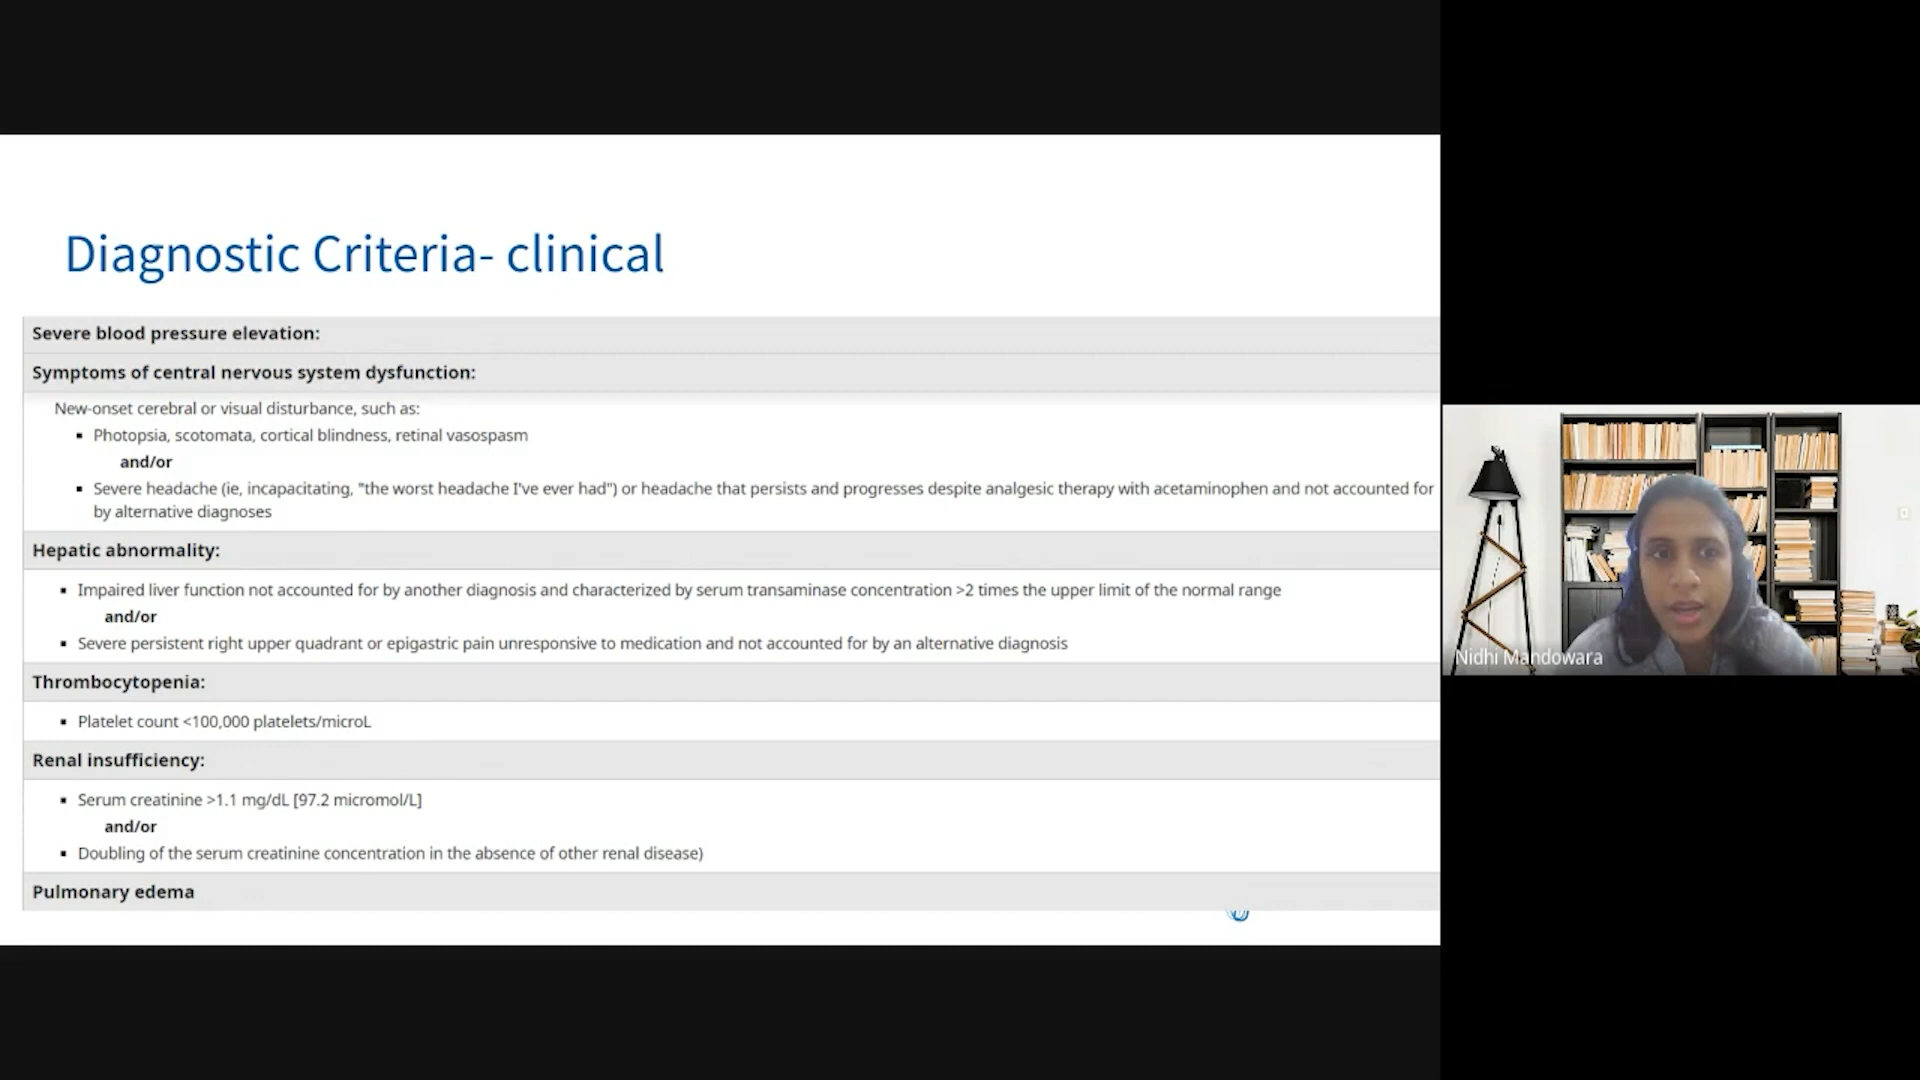 Diagnostic Criteria- clinical
Severe blood pressure elevation:
Symptoms of central nervous system dysfunction:
New-onset cerebral or visual disturbance, such as:
▪ Photopsia, scotomata, cortical blindness, retinal vasospasm
and/or
▪ Severe headache (ie, incapacitating, "the worst headache I've ever had") or headache that persists and progresses despite analgesic therapy with acetaminophen and not accounted for
by alternative diagnoses
Hepatic abnormality:
▪ Impaired liver function not accounted for by another diagnosis and characterized by serum transaminase concentration >2 times the upper limit of the normal range
and/or
▪ Severe persistent right upper quadrant or epigastric pain unresponsive to medication and not accounted for by an alternative diagnosis
Thrombocytopenia:
▪ Platelet count <100,000 platelets/microL
Renal insufficiency:
▪ Serum creatinine >1.1 mg/dL [97.2 micromol/L]
and/or
▪ Doubling of the serum creatinine concentration in the absence of other renal disease)
Pulmonary edema
Nidhi Mandowara